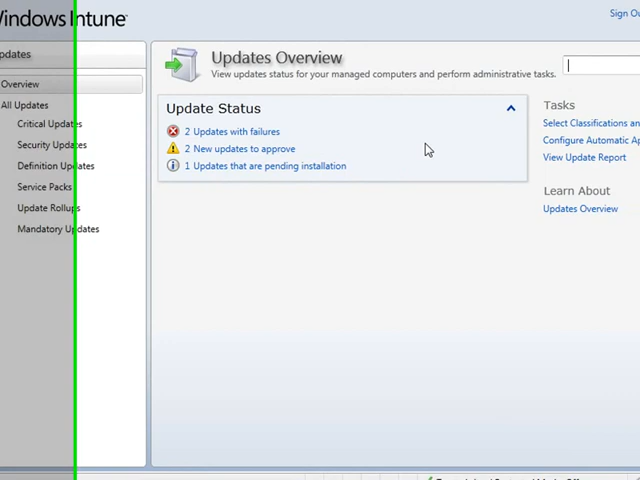 indows Intune
Sign Ou
pdates
Overview
All Updates
Critical Updates
Security Updates
Definition Updates
Service Packs
Update Rollups
Mandatory Updates
Updates Overview
View updates status for your managed computers and perform administrative tasks.
Update Status
2 Updates with failures
2 New updates to approve
1 Updates that are pending installation
Tasks
Select Classifications an
Configure Automatic Ap
View Update Report
Learn About
Updates Overview